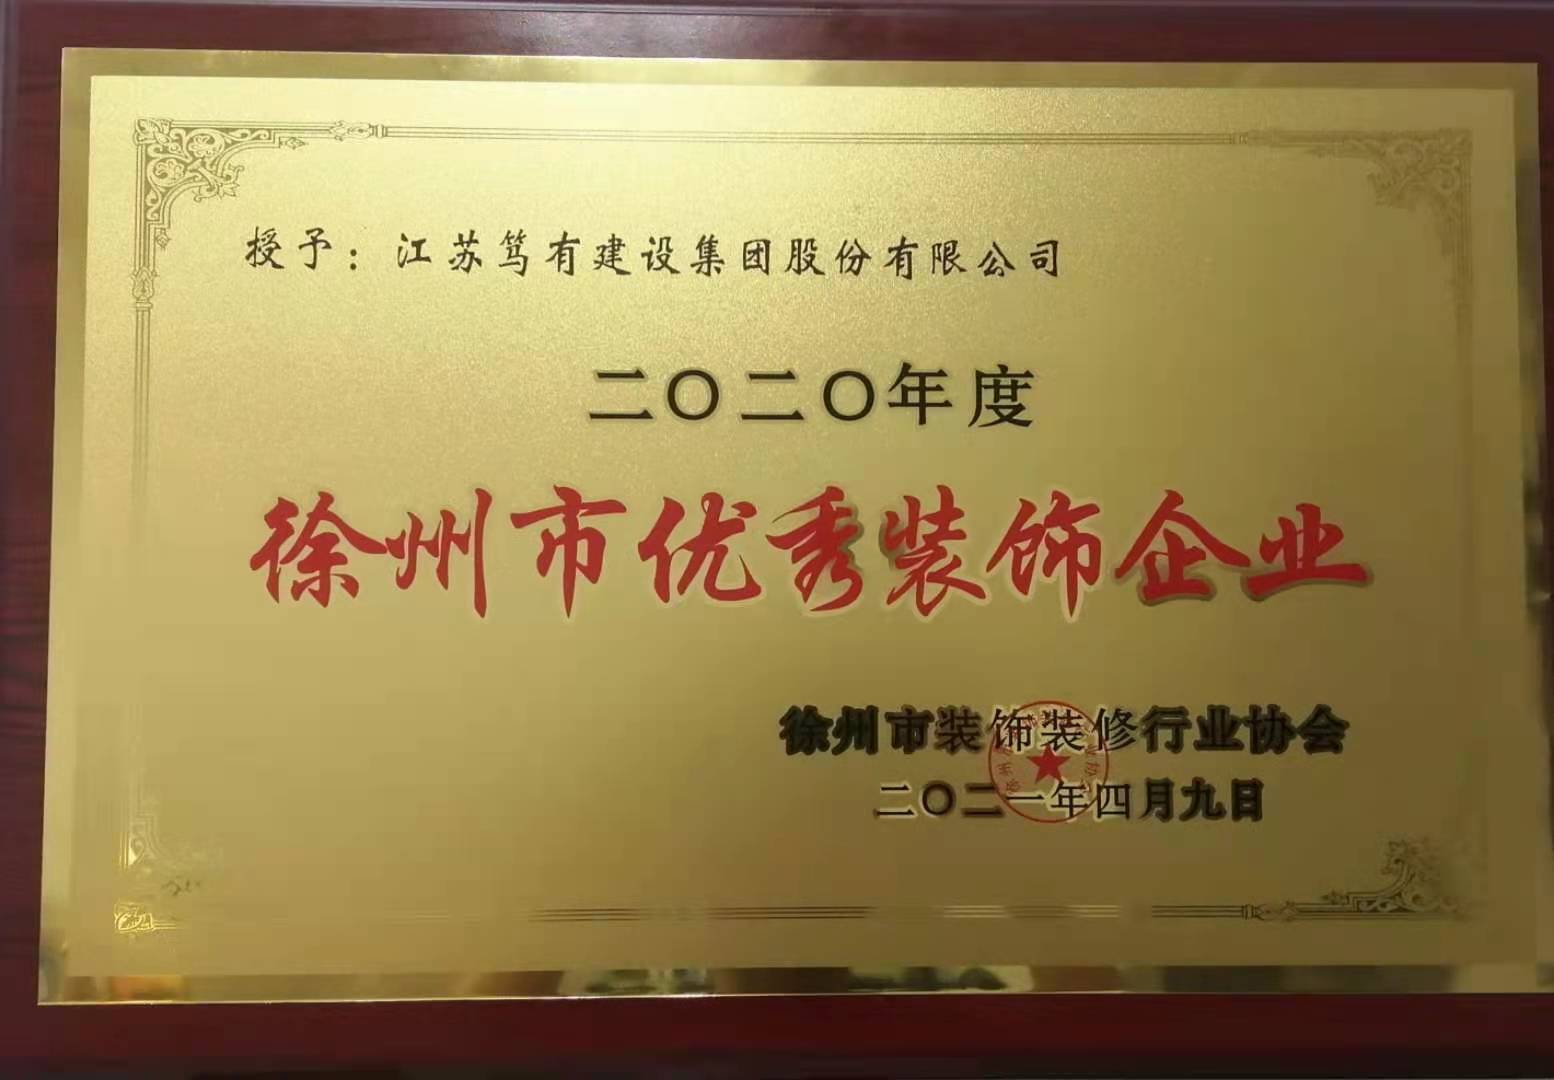 授予：江苏笃有建设集团股份有限公司
二〇二〇年度
徐州市优秀装饰企业
徐州市装饰装修行业协会
二〇二一年四月九日